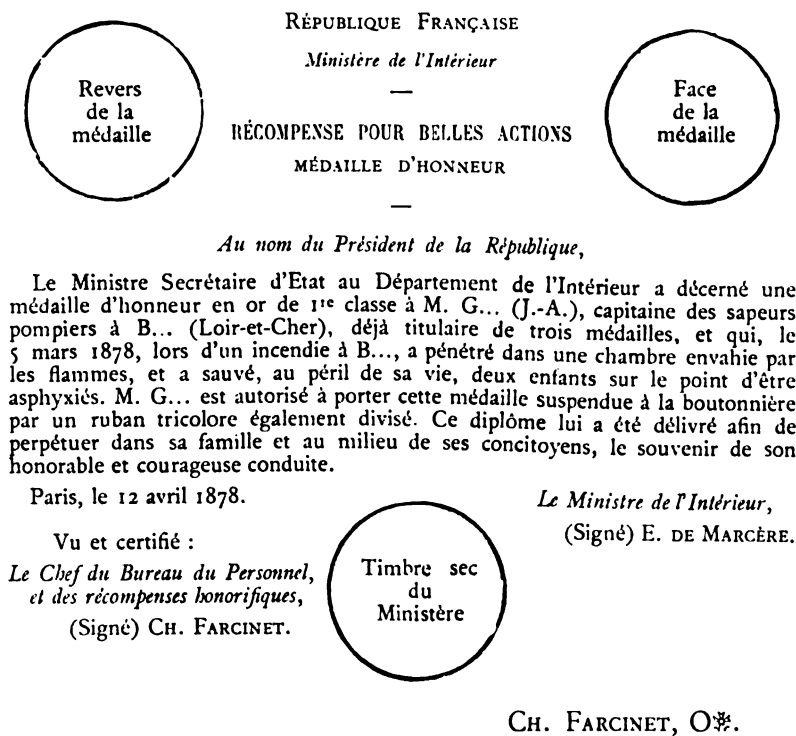 RÉPUBLIQUE FRANÇAISE
Ministère de l'Intérieur
—
Revers
de la
médaille
RÉCOMPENSE POUR BELLES ACTIONS
MÉDAILLE D'HONNEUR
—
Face
de la
médaille
Au nom du Président de la République,
Le Ministre Secrétaire d'Etat au Département de l'Intérieur a décerné une
médaille d'honneur en or de 1re classe à M. G... (J.-A.), capitaine des sapeurs
pompiers à B... (Loir-et-Cher), déjà titulaire de trois médailles, et qui, le
5 mars 1878, lors d'un incendie à B..., a pénétré dans une chambre envahie par
les flammes, et a sauvé, au péril de sa vie, deux enfants sur le point d'être
asphyxiés. M. G... est autorisé à porter cette médaille suspendue à la boutonnière
par un ruban tricolore également divisé. Ce diplôme lui a été délivré afin de
perpétuer dans sa famille et au milieu de ses concitoyens, le souvenir de son
honorable et courageuse conduite.
Paris, le 12 avril 1878.
Le Ministre de l'Intérieur,
(Signé) E. DE MARCÈRE.
Vu et certifié :
Le Chef du Bureau du Personnel,
et des récompenses honorifiques,
(Signé) CH. FARCINET.
Timbre sec
du
Ministère
CH. FARCINET, O✽.